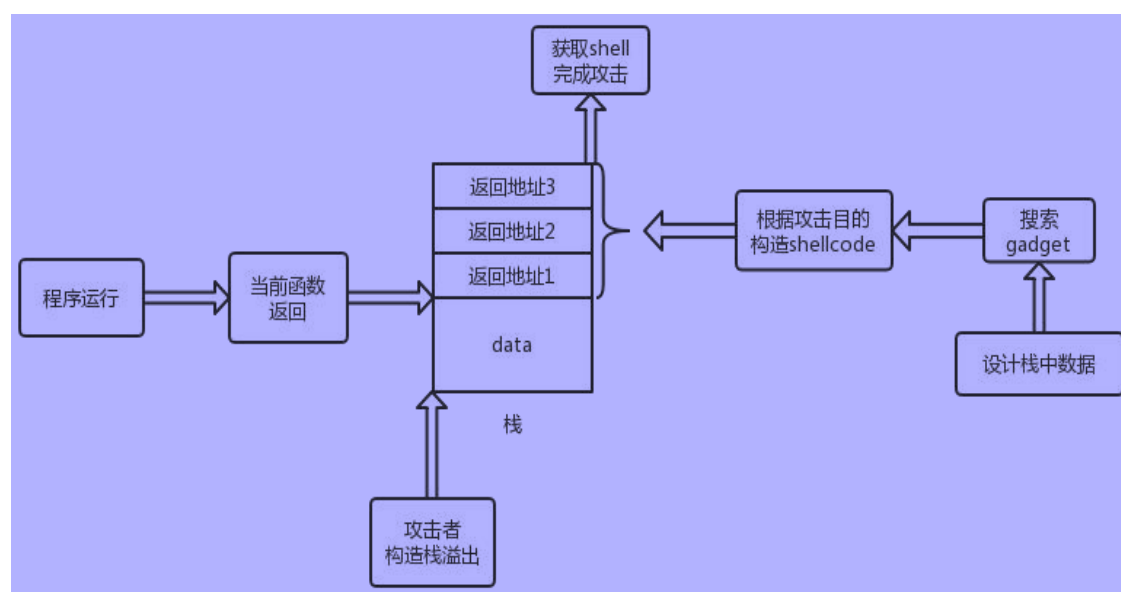 获取shell
完成攻击
返回地址3
返回地址2
返回地址1
data
栈
程序运行
当前函数
返回
根据攻击目的
构造shellcode
搜索
gadget
设计栈中数据
攻击者
构造栈溢出